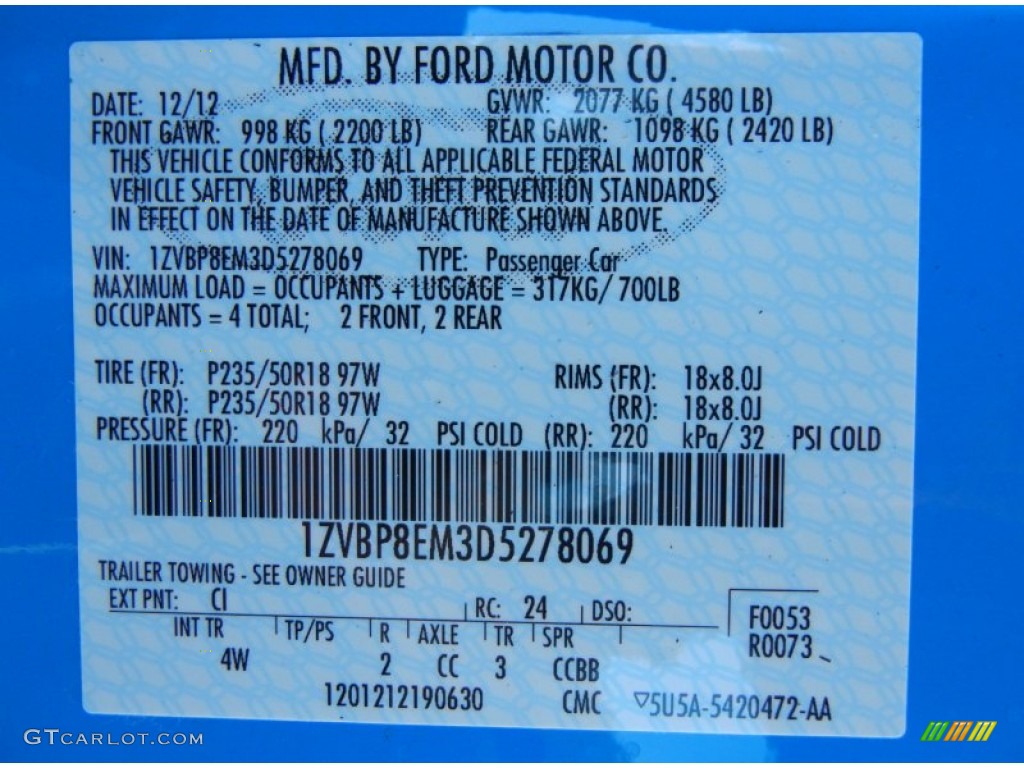 MFD. BY FORD MOTOR CO.
DATE: 12/12 GVWR: 2077 KG ( 4580 LB)
FRONT GAWR: 998 KG ( 2200 LB) REAR GAWR: 1098 KG ( 2420 LB)
THIS VEHICLE CONFORMS TO ALL APPLICABLE FEDERAL MOTOR
VEHICLE SAFETY, BUMPER, AND THEFT PREVENTION STANDARDS
IN EFFECT ON THE DATE OF MANUFACTURE SHOWN ABOVE.
VIN: 1ZVBP8EM3D5278069 TYPE: Passenger Car
MAXIMUM LOAD = OCCUPANTS + LUGGAGE = 317KG/ 700LB
OCCUPANTS = 4 TOTAL; 2 FRONT, 2 REAR
TIRE (FR): P235/50R18 97W RIMS (FR): 18x8.0J
(RR): P235/50R18 97W (RR): 18x8.0J
PRESSURE (FR): 220 kPa/ 32 PSI COLD (RR): 220 kPa/ 32 PSI COLD
1ZVBP8EM3D5278069
TRAILER TOWING - SEE OWNER GUIDE
EXT PNT: CI RC: 24 DSO: F0053
INT TR TP/PS R AXLE TR SPR R0073
4W 2 CC 3 CCBB
1201212190630 CMC ▽5U5A-5420472-AA
GTCARLOT.COM